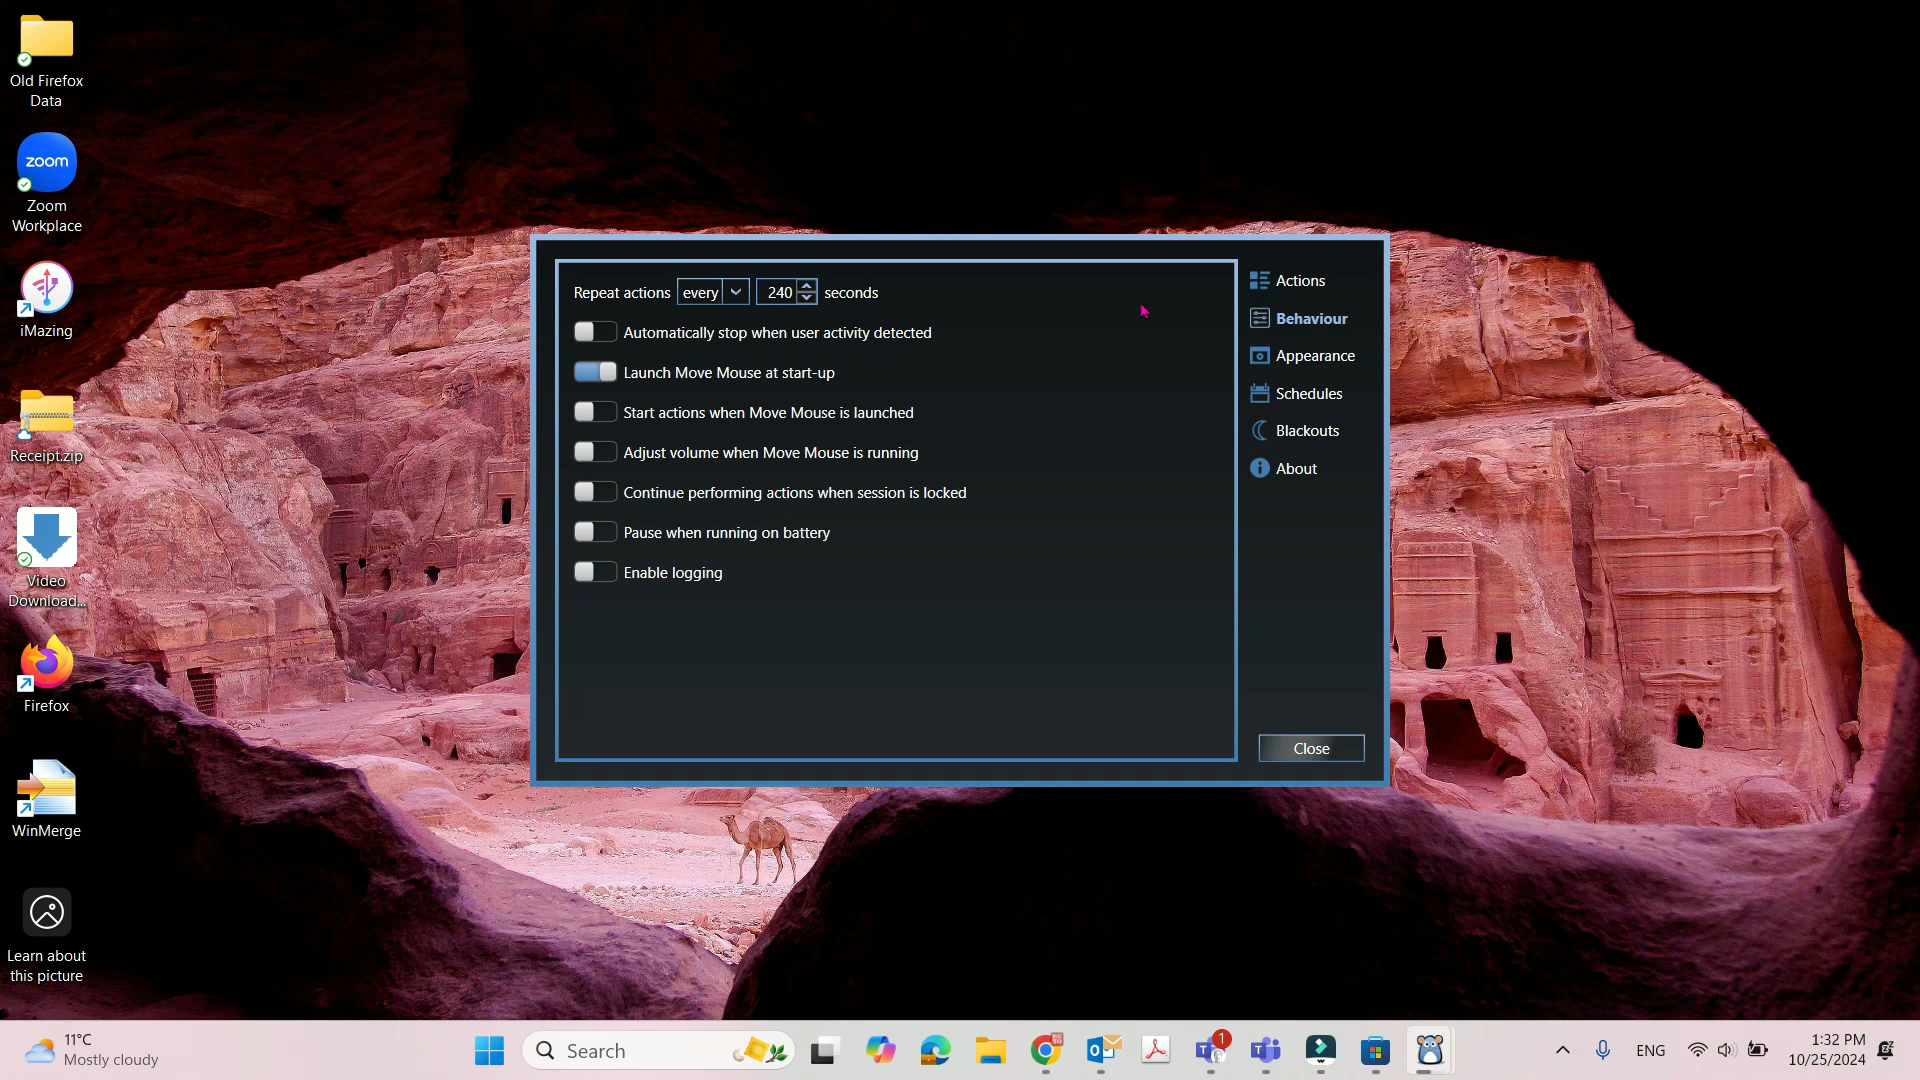 Old Firefox
Data
zoom
Zoom
Workplace
iMazing
Receipt.zip
Video
Download...
Firefox
WinMerge
Learn about
this picture
Repeat actions every 240 seconds
Automatically stop when user activity detected
Launch Move Mouse at start-up
Start actions when Move Mouse is launched
Adjust volume when Move Mouse is running
Continue performing actions when session is locked
Pause when running on battery
Enable logging
Actions
Behaviour
Appearance
Schedules
Blackouts
About
Close
11°C
Mostly cloudy
Search
1
ENG
1:32 PM
10/25/2024